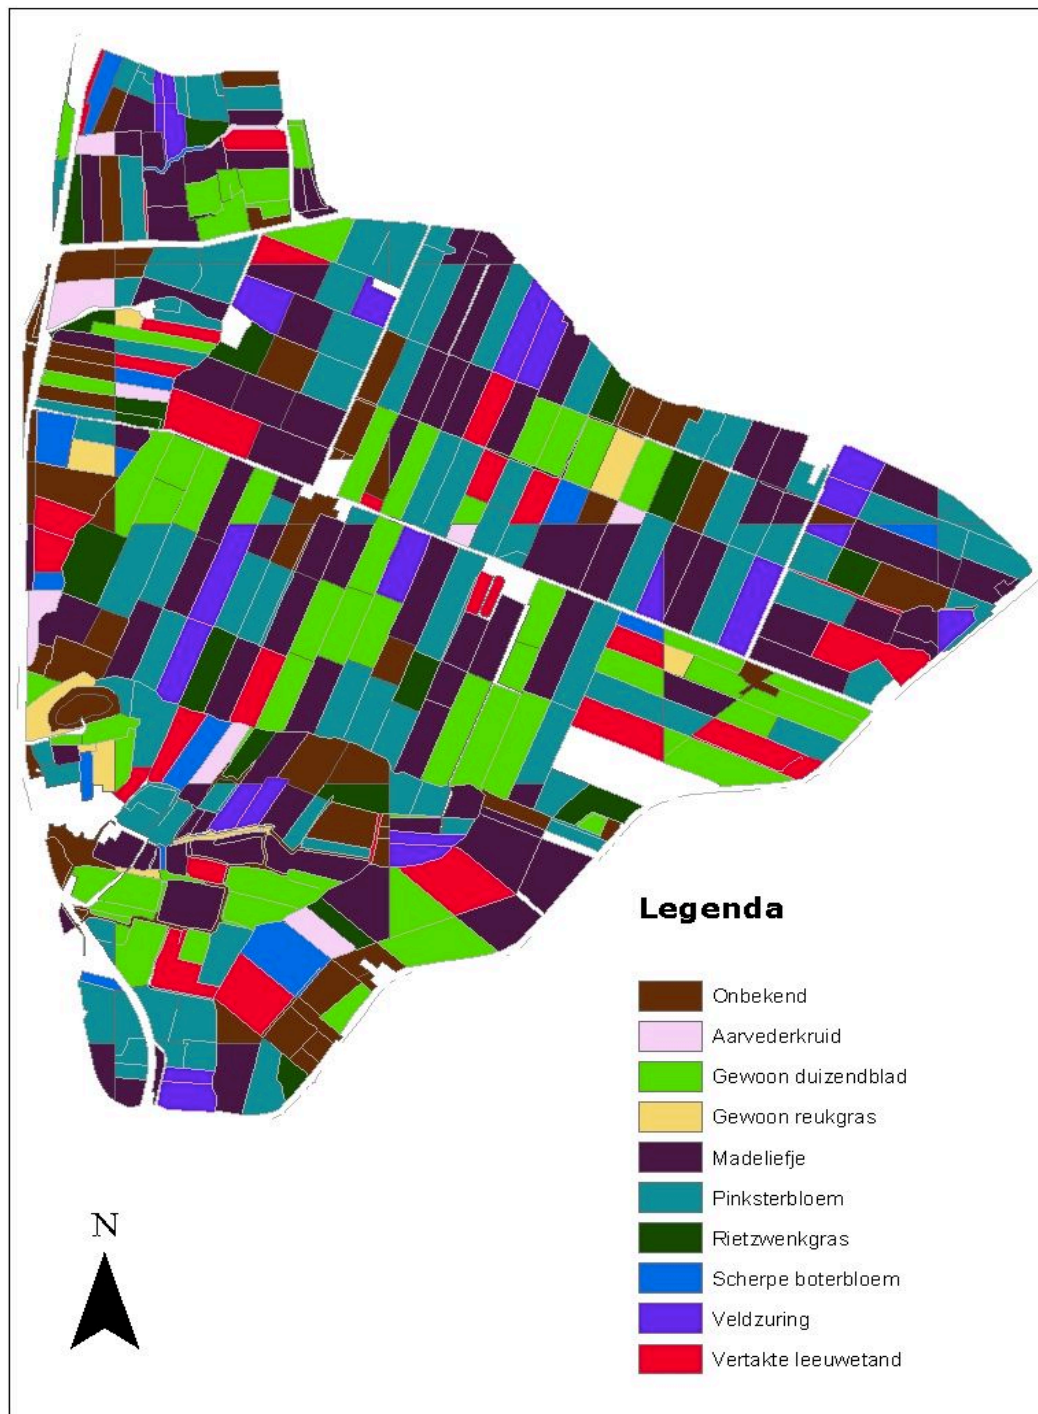 Legenda
Onbekend
Aarvederkruid
Gewoon duizendblad
Gewoon reukgras
Madeliefje
Pinksterbloem
Rietzwenkgras
Scherpe boterbloem
Veldzuring
Vertakte leeuwetand
N